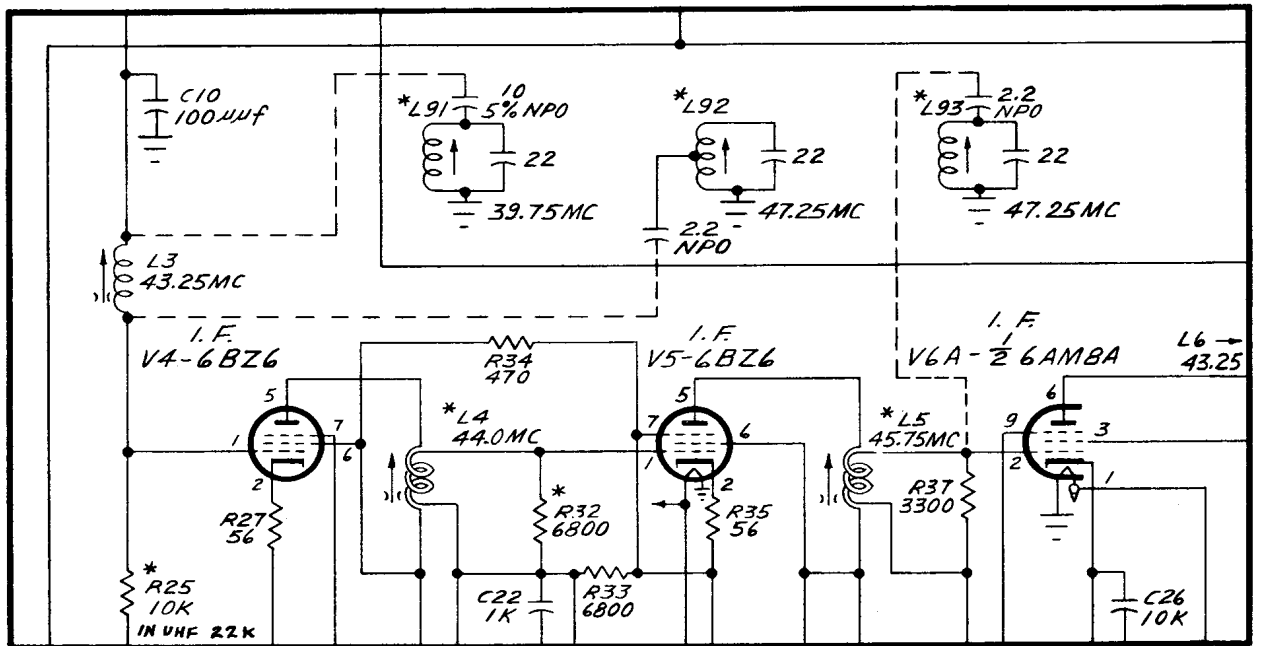 C10
100µµf
*L91
10
5% NPO
22
39.75MC
*L92
22
47.25MC
2.2
NPO
*L93
2.2
NPO
22
47.25MC
L3
43.25MC
I.F.
V4-6BZ6
R34
470
I.F.
V5-6BZ6
I.F.
V6A-½ 6AM8A
L6 →
43.25
5
7
6
1
2
*L4
44.0MC
5
7
6
1
2
*L5
45.75MC
6
9
3
2
1
R27
56
*
R32
6800
R35
56
R37
3300
*
R25
10K
IN UHF 22K
C22
1K
R33
6800
C26
10K